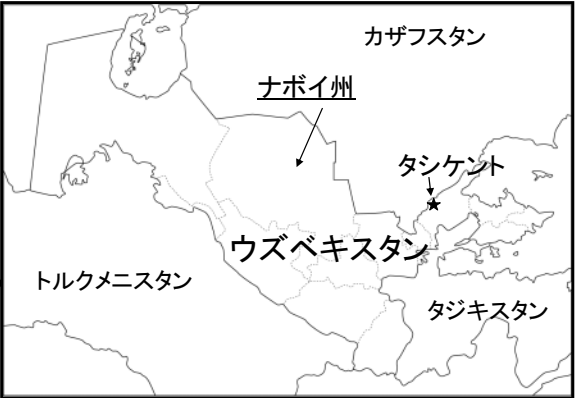 カザフスタン
ナボイ州
タシケント
ウズベキスタン
トルクメニスタン
タジキスタン